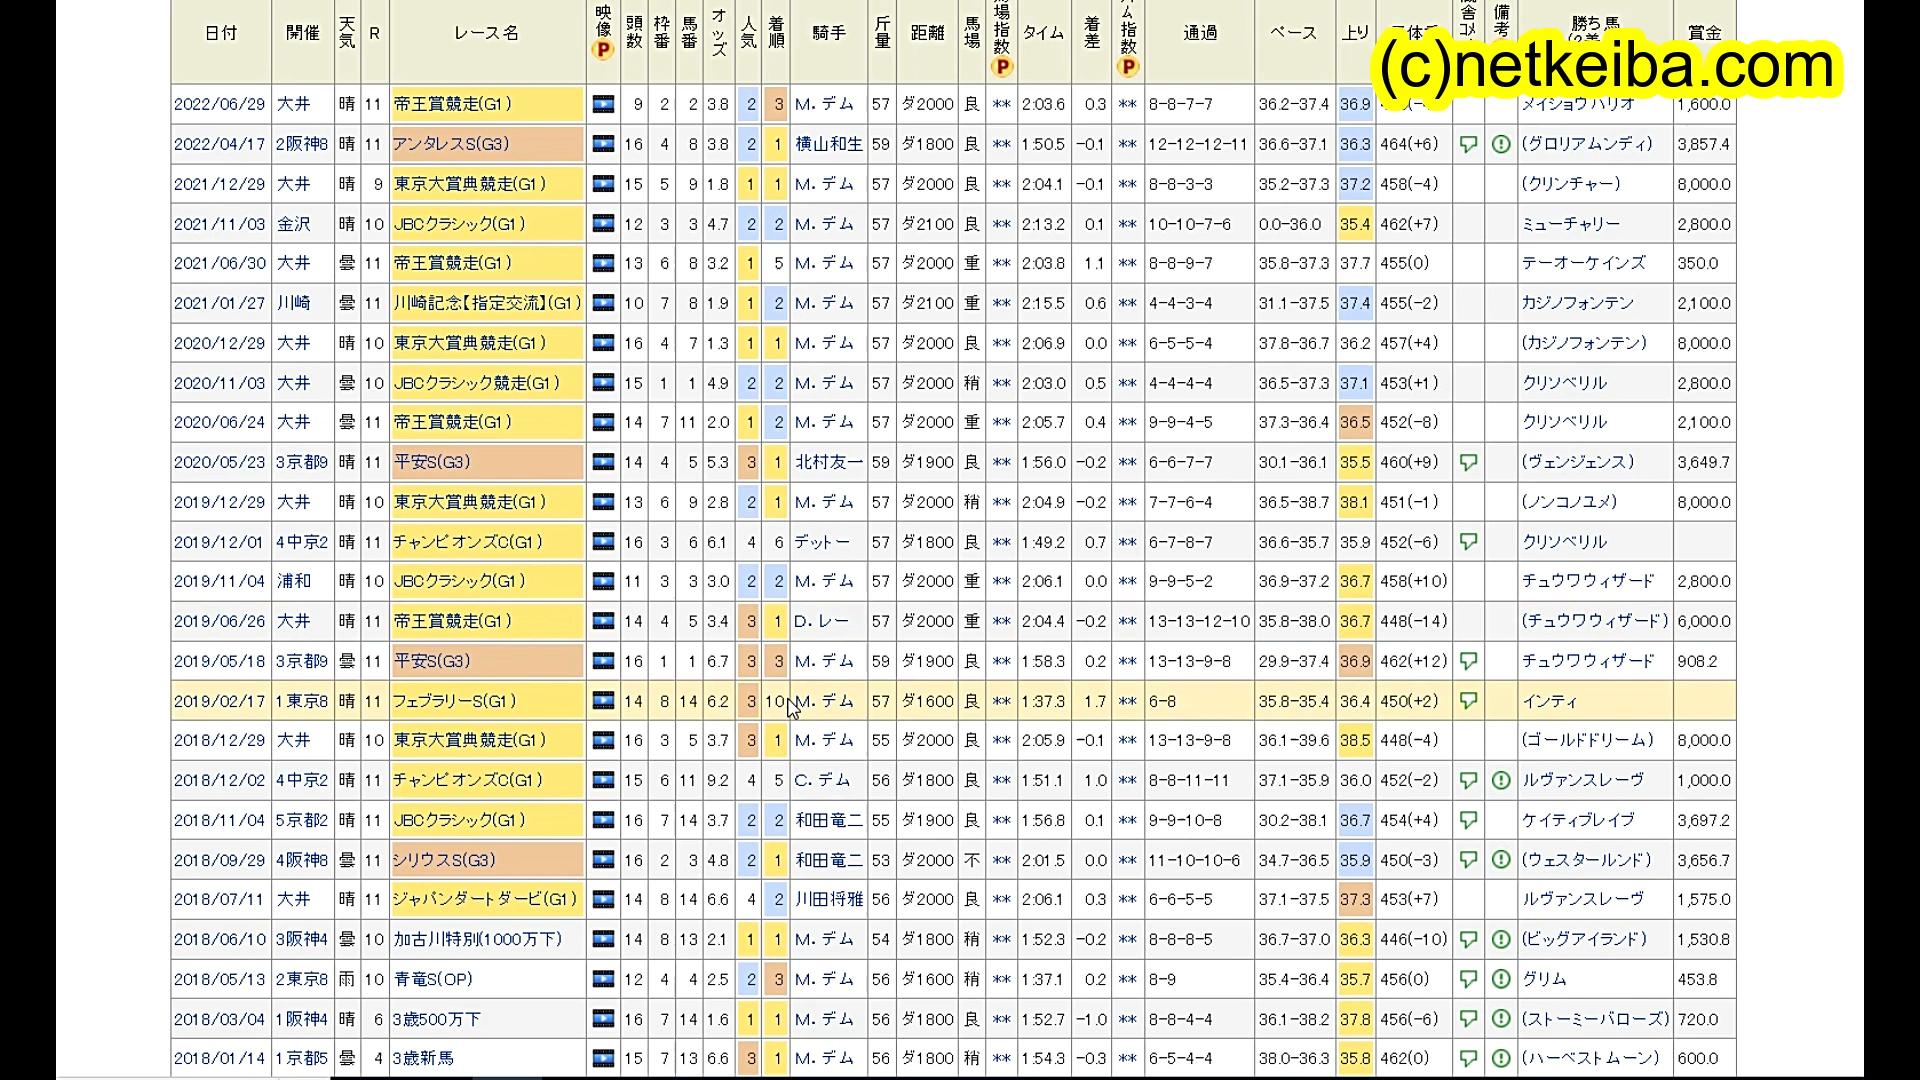 日付 開催 天気 R レース名 映像 頭数 枠番 馬番 オッズ 人気 着順 騎手 斤量 距離 馬場 タイム 着差 通過 ペース 上り 備考 勝ち馬 賞金
(c)netkeiba.com
2022/06/29 大井 晴 11 帝王賞競走(G1) 9 2 2 3.8 2 3 M.デム 57 ダ2000 良 ** 2:03.6 0.3 ** 8-8-7-7 36.2-37.4 36.9 メイショウハリオ 1,600.0
2022/04/17 2阪神8 晴 11 アンタレスS(G3) 16 4 8 3.8 2 1 横山和生 59 ダ1800 良 ** 1:50.5 -0.1 ** 12-12-12-11 36.6-37.1 36.3 464(+6) (グロリアムンディ) 3,857.4
2021/12/29 大井 晴 9 東京大賞典競走(G1) 15 5 9 1.8 1 1 M.デム 57 ダ2000 良 ** 2:04.1 -0.1 ** 8-8-3-3 35.2-37.3 37.2 458(-4) (クリンチャー) 8,000.0
2021/11/03 金沢 晴 10 JBCクラシック(G1) 12 3 3 4.7 2 2 M.デム 57 ダ2100 良 ** 2:13.2 0.1 ** 10-10-7-6 0.0-36.0 35.4 462(+7) ミューチャリー 2,800.0
2021/06/30 大井 曇 11 帝王賞競走(G1) 13 6 8 3.2 1 5 M.デム 57 ダ2000 重 ** 2:03.8 1.1 ** 8-8-9-7 35.8-37.3 37.7 455(0) テーオーケインズ 350.0
2021/01/27 川崎 曇 11 川崎記念【指定交流】(G1) 10 7 8 1.9 1 2 M.デム 57 ダ2100 重 ** 2:15.5 0.6 ** 4-4-3-4 31.1-37.5 37.4 455(-2) カジノフォンテン 2,100.0
2020/12/29 大井 晴 10 東京大賞典競走(G1) 16 4 7 1.3 1 1 M.デム 57 ダ2000 良 ** 2:06.9 0.0 ** 6-5-5-4 37.8-36.7 36.2 457(+4) (カジノフォンテン) 8,000.0
2020/11/03 大井 曇 10 JBCクラシック競走(G1) 15 1 1 4.9 2 2 M.デム 57 ダ2000 稍 ** 2:03.0 0.5 ** 4-4-4-4 36.5-37.3 37.1 453(+1) クリソベリル 2,800.0
2020/06/24 大井 曇 11 帝王賞競走(G1) 14 7 11 2.0 1 2 M.デム 57 ダ2000 重 ** 2:05.7 0.4 ** 9-9-4-5 37.3-36.4 36.5 452(-8) クリソベリル 2,100.0
2020/05/23 3京都9 晴 11 平安S(G3) 14 4 5 5.3 3 1 北村友一 59 ダ1900 良 ** 1:56.0 -0.2 ** 6-6-7-7 30.1-36.1 35.5 460(+9) (ヴェンジェンス) 3,649.7
2019/12/29 大井 晴 10 東京大賞典競走(G1) 13 6 9 2.8 2 1 M.デム 57 ダ2000 稍 ** 2:04.9 -0.2 ** 7-7-6-4 36.5-38.7 38.1 451(-1) (ノンコノユメ) 8,000.0
2019/12/01 4中京2 晴 11 チャンピオンズC(G1) 16 3 6 6.1 4 6 デットー 57 ダ1800 良 ** 1:49.2 0.7 ** 6-7-8-7 36.6-35.7 35.9 452(-6) クリソベリル
2019/11/04 浦和 晴 10 JBCクラシック(G1) 11 3 3 3.0 2 2 M.デム 57 ダ2000 重 ** 2:06.1 0.0 ** 9-9-5-2 36.9-37.2 36.7 458(+10) チュウワウィザード 2,800.0
2019/06/26 大井 晴 11 帝王賞競走(G1) 14 4 5 3.4 3 1 D.レー 57 ダ2000 重 ** 2:04.4 -0.2 ** 13-13-12-10 35.8-38.0 36.7 448(-14) (チュウワウィザード) 6,000.0
2019/05/18 3京都9 曇 11 平安S(G3) 16 1 1 6.7 3 3 M.デム 59 ダ1900 良 ** 1:58.3 0.2 ** 13-13-9-8 29.9-37.4 36.9 462(+12) チュウワウィザード 908.2
2019/02/17 1東京8 晴 11 フェブラリーS(G1) 14 8 14 6.2 3 10 M.デム 57 ダ1600 良 ** 1:37.3 1.7 ** 6-8 35.8-35.4 36.4 450(+2) インティ
2018/12/29 大井 晴 10 東京大賞典競走(G1) 16 3 5 3.7 3 1 M.デム 55 ダ2000 良 ** 2:05.9 -0.1 ** 13-13-9-8 36.1-39.6 38.5 448(-4) (ゴールドドリーム) 8,000.0
2018/12/02 4中京2 晴 11 チャンピオンズC(G1) 15 6 11 9.2 4 5 C.デム 56 ダ1800 良 ** 1:51.1 1.0 ** 8-8-11-11 37.1-35.9 36.0 452(-2) ルヴァンスレーヴ 1,000.0
2018/11/04 5京都2 晴 11 JBCクラシック(G1) 16 7 14 3.7 2 2 和田竜二 55 ダ1900 良 ** 1:56.8 0.1 ** 9-9-10-8 30.2-38.1 36.7 454(+4) ケイティブレイブ 3,697.2
2018/09/29 4阪神8 曇 11 シリウスS(G3) 16 2 3 4.8 2 1 和田竜二 53 ダ2000 不 ** 2:01.5 0.0 ** 11-10-10-6 34.7-36.5 35.9 450(-3) (ウェスタールンド) 3,656.7
2018/07/11 大井 晴 11 ジャパンダートダービ(G1) 14 8 14 6.6 4 2 川田将雅 56 ダ2000 良 ** 2:06.1 0.3 ** 6-6-5-5 37.1-37.5 37.3 453(+7) ルヴァンスレーヴ 1,575.0
2018/06/10 3阪神4 曇 10 加古川特別(1000万下) 14 8 13 2.1 1 1 M.デム 54 ダ1800 稍 ** 1:52.3 -0.2 ** 8-8-8-5 36.7-37.0 36.3 446(-10) (ビッグアイランド) 1,530.8
2018/05/13 2東京8 雨 10 青竜S(OP) 12 4 4 2.5 2 3 M.デム 56 ダ1600 稍 ** 1:37.1 0.2 ** 8-9 35.4-36.4 35.7 456(0) グリム 453.8
2018/03/04 1阪神4 晴 6 3歳500万下 16 7 14 1.6 1 1 M.デム 56 ダ1800 良 ** 1:52.7 -1.0 ** 8-8-4-4 36.1-38.2 37.8 456(-6) (ストーミーバローズ) 720.0
2018/01/14 1京都5 曇 4 3歳新馬 15 7 13 6.6 3 1 M.デム 56 ダ1800 稍 ** 1:54.3 -0.3 ** 6-5-4-4 38.0-36.3 35.8 462(0) (ハーベストムーン) 600.0